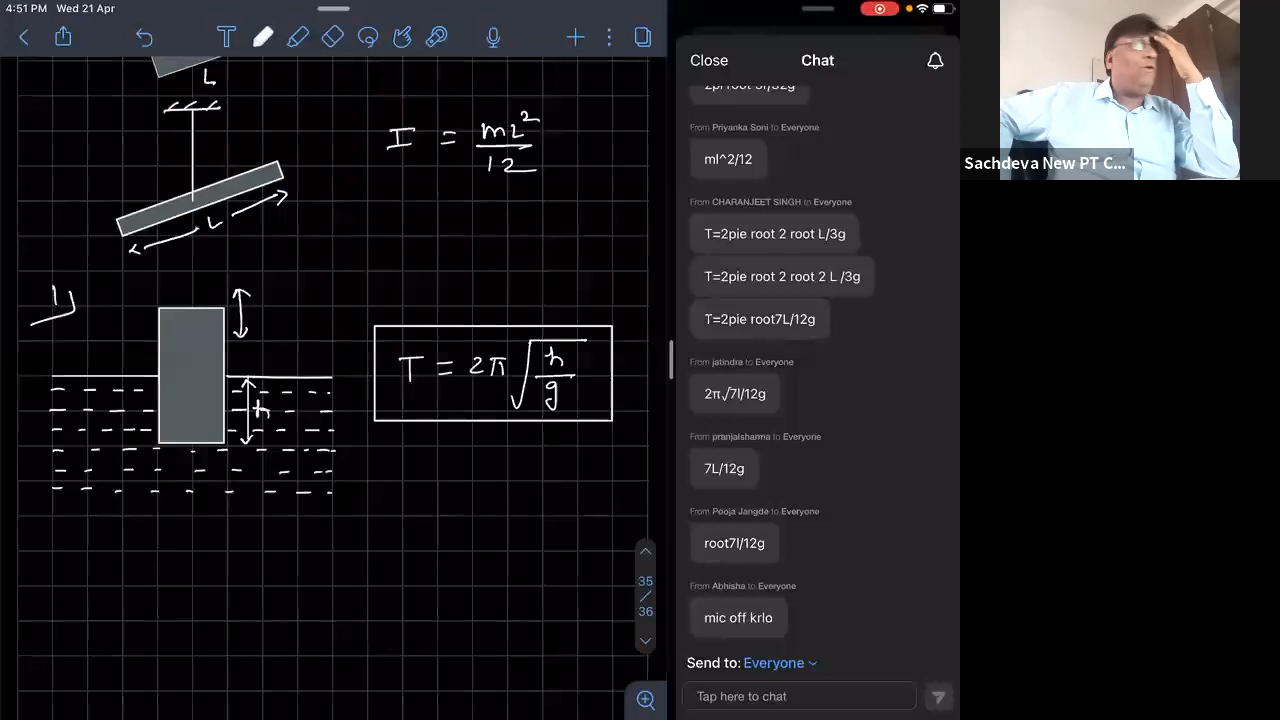 4:51 PM Wed 21 Apr
L
I = mL²/12
L
1)
h
T = 2π√(h/g)
35
36
Close
Chat
From Priyanka Soni to Everyone
ml^2/12
From CHARANJEET SINGH to Everyone
T=2pie root 2 root L/3g
T=2pie root 2 root 2 L /3g
T=2pie root7L/12g
From jatindra to Everyone
2π√7l/12g
From pranjalsharma to Everyone
7L/12g
From Pooja Jangde to Everyone
root7l/12g
From Abhisha to Everyone
mic off krlo
Send to: Everyone
Tap here to chat
Sachdeva New PT C...